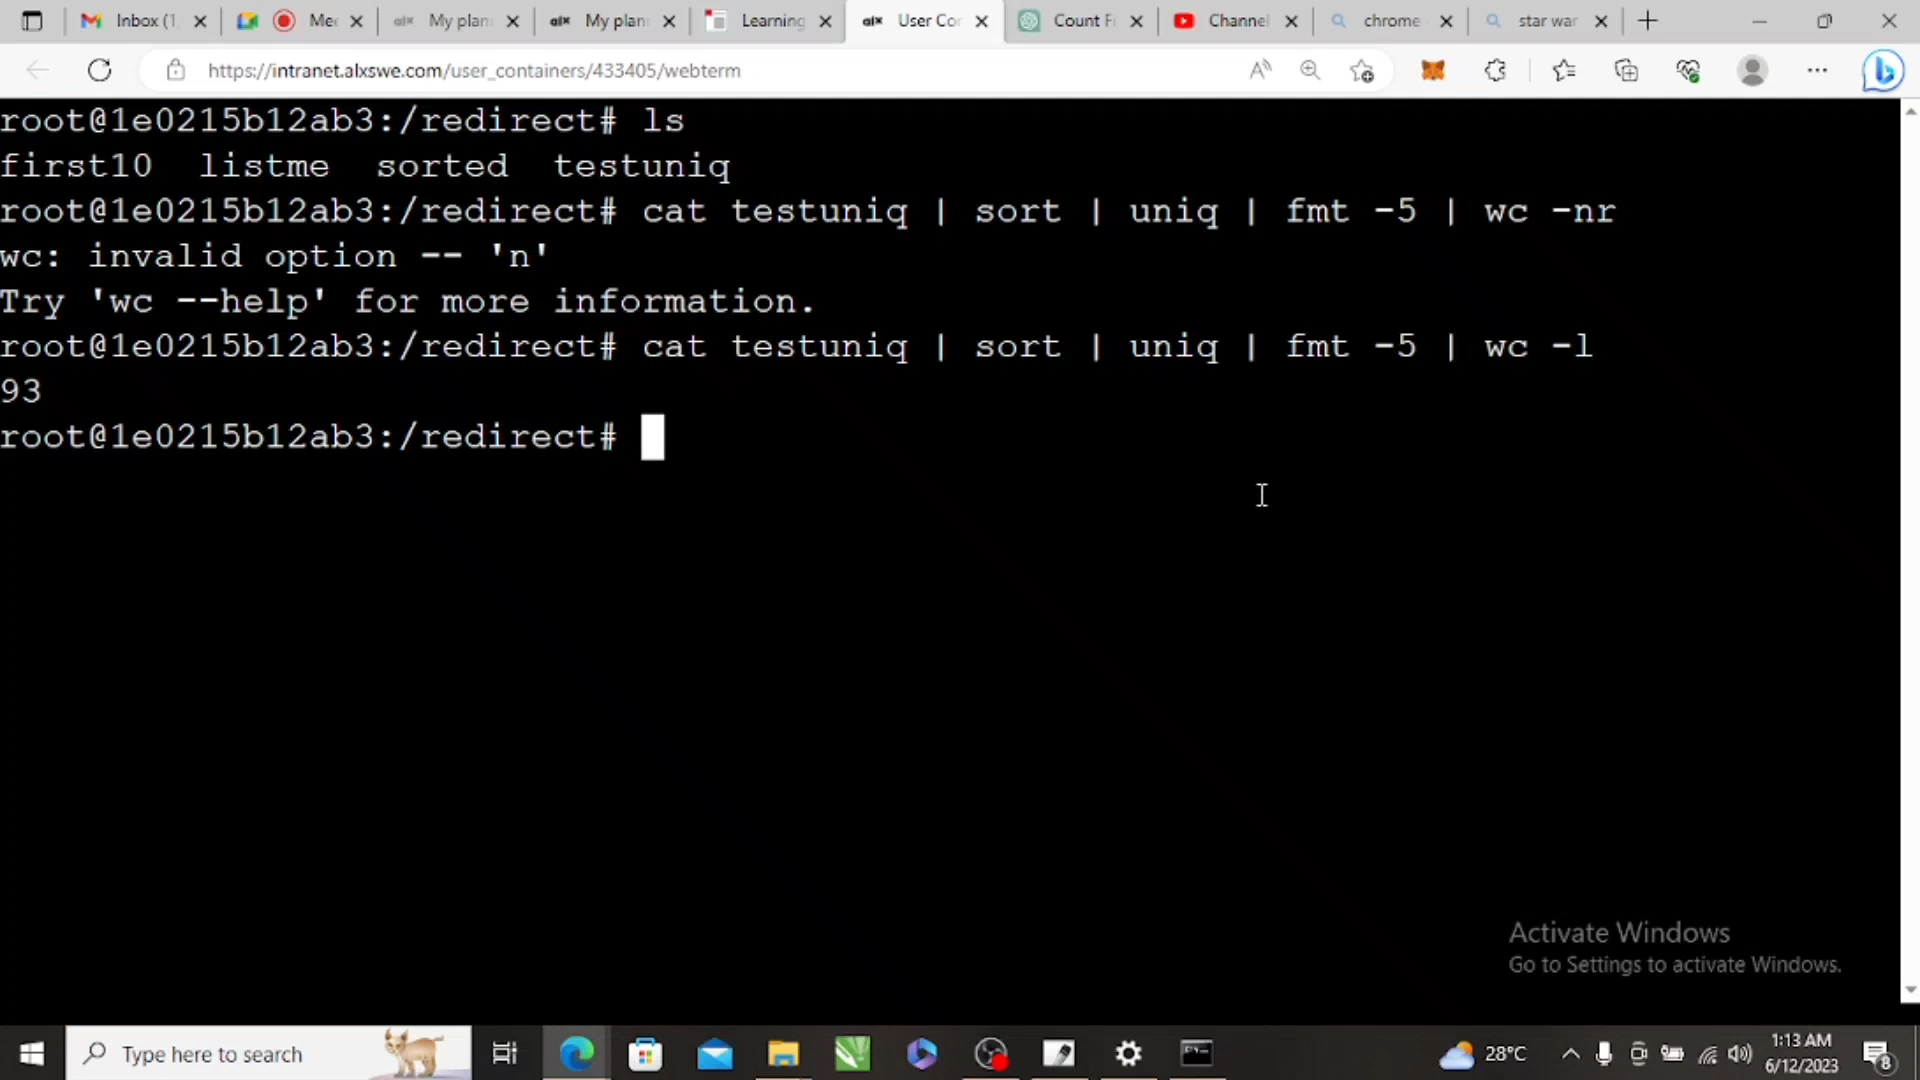 Inbox (1,
Mee
My plan
My plan
Learning
User Cor
Count Fi
Channel
chrome
star war
https://intranet.alxswe.com/user_containers/433405/webterm
root@1e0215b12ab3:/redirect# ls
first10 listme sorted testuniq
root@1e0215b12ab3:/redirect# cat testuniq | sort | uniq | fmt -5 | wc -nr
wc: invalid option -- 'n'
Try 'wc --help' for more information.
root@1e0215b12ab3:/redirect# cat testuniq | sort | uniq | fmt -5 | wc -l
93
root@1e0215b12ab3:/redirect#
Activate Windows
Go to Settings to activate Windows.
Type here to search
28°C
1:13 AM
6/12/2023
8